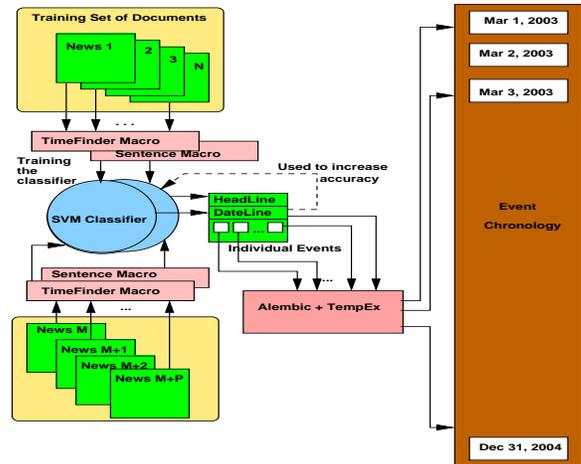 Training Set of Documents
News 1
2
3
N
...
TimeFinder Macro
Sentence Macro
Training
the
classifier
SVM Classifier
Used to increase
accuracy
HeadLine
DateLine
...
Individual Events
...
Sentence Macro
TimeFinder Macro
...
News M
News M+1
News M+2
News M+P
Alembic + TempEx
Mar 1, 2003
Mar 2, 2003
Mar 3, 2003
Event
Chronology
Dec 31, 2004